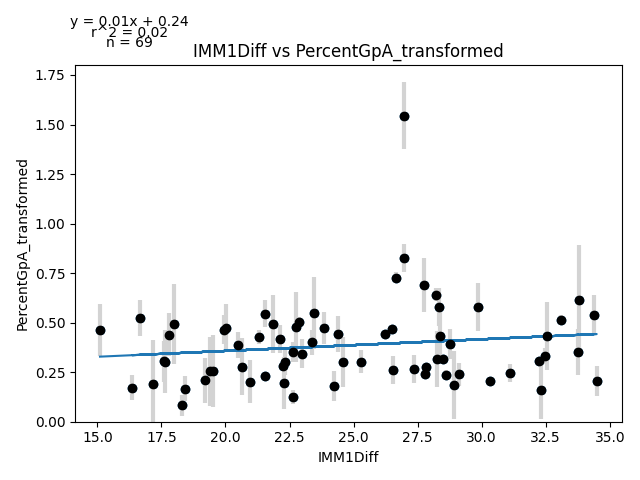 y = 0.01x + 0.24
r^2 = 0.02
n = 69
IMM1Diff vs PercentGpA_transformed
PercentGpA_transformed
1.75
1.50
1.25
1.00
0.75
0.50
0.25
0.00
15.0 17.5 20.0 22.5 25.0 27.5 30.0 32.5 35.0
IMM1Diff